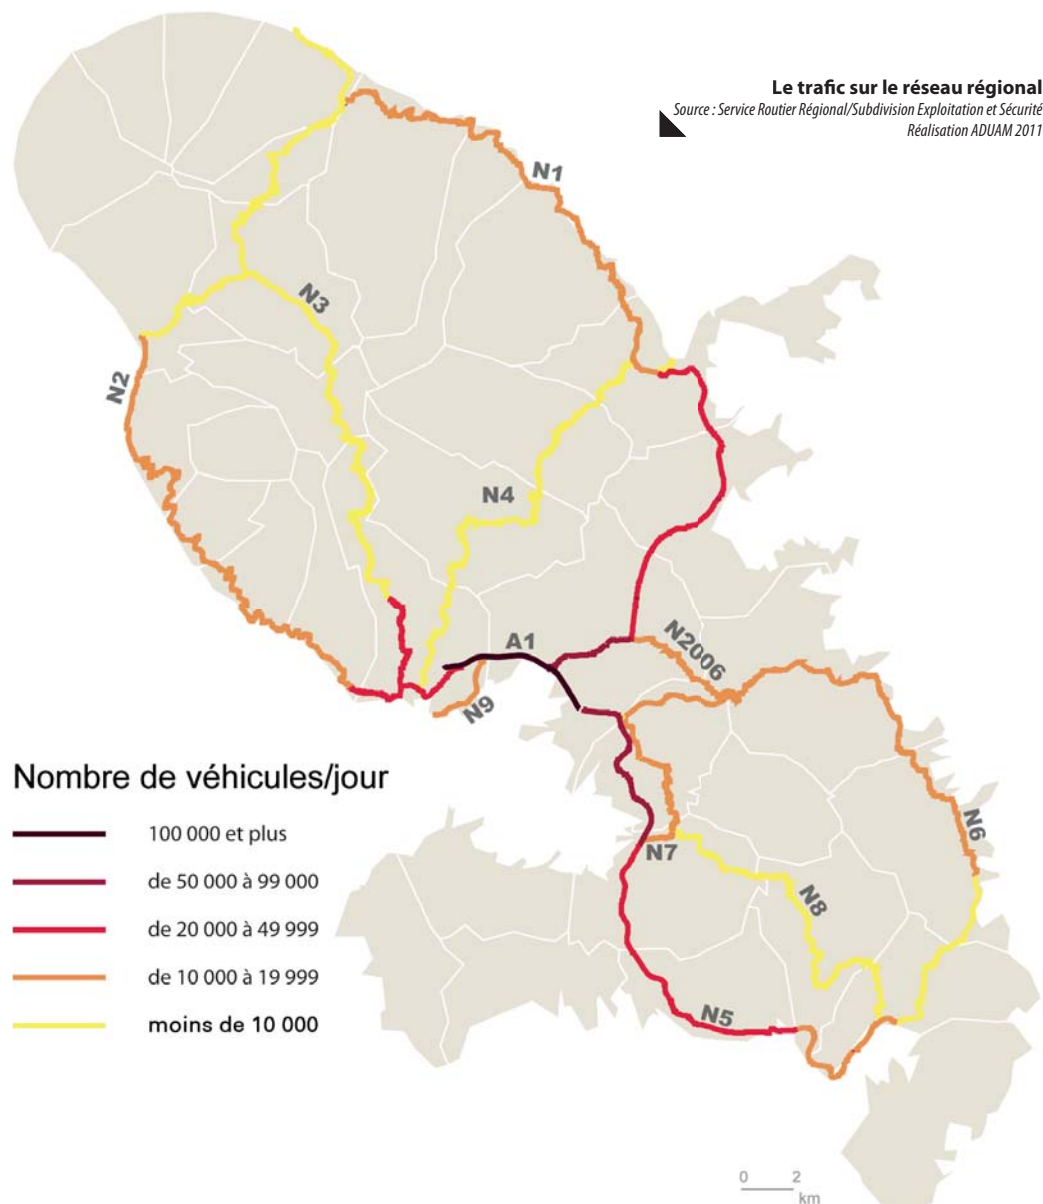 Le trafic sur le réseau régional
Source : Service Routier Régional/Subdivision Exploitation et Sécurité
Réalisation ADUAM 2011
N1
N3
N2
N4
A1
N2006
N9
Nombre de véhicules/jour
100 000 et plus
de 50 000 à 99 000
de 20 000 à 49 999
de 10 000 à 19 999
moins de 10 000
N6
N7
N8
N5
0 2
km